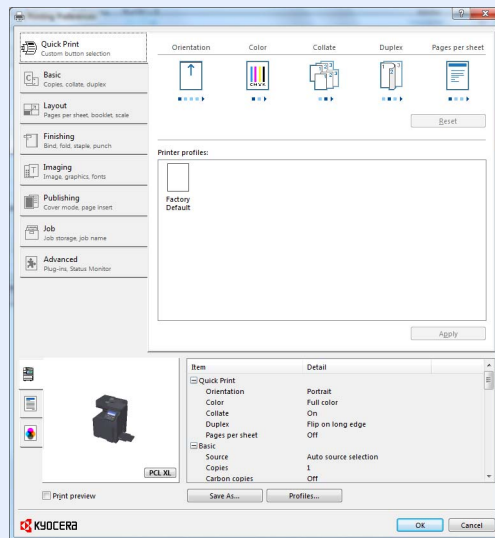 Printing Preferences
Quick Print
Custom button selection
Basic
Copies, collate, duplex
Layout
Pages per sheet, booklet, scale
Finishing
Bind, fold, staple, punch
Imaging
Image, graphics, fonts
Publishing
Cover mode, page insert
Job
Job storage, job name
Advanced
Plug-ins, Status Monitor
Orientation Color Collate Duplex Pages per sheet
CMYK
Reset
Printer profiles:
Factory
Default
Apply
PCL XL
Print preview
Item Detail
Quick Print
Orientation Portrait
Color Full color
Collate On
Duplex Flip on long edge
Pages per sheet Off
Basic
Source Auto source selection
Copies 1
Carbon copies Off
Save As... Profiles...
KYOCERA
OK Cancel